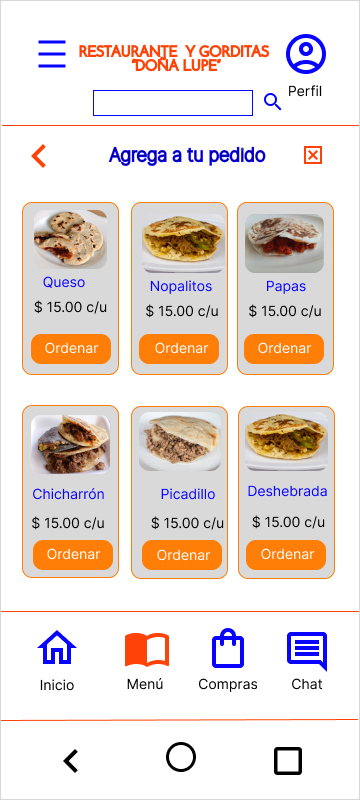 RESTAURANTE Y GORDITAS
"DOÑA LUPE"
Perfil
Agrega a tu pedido
Queso
$ 15.00 c/u
Ordenar
Nopalitos
$ 15.00 c/u
Ordenar
Papas
$ 15.00 c/u
Ordenar
Chicharrón
$ 15.00 c/u
Ordenar
Picadillo
$ 15.00 c/u
Ordenar
Deshebrada
$ 15.00 c/u
Ordenar
Inicio
Menú
Compras
Chat